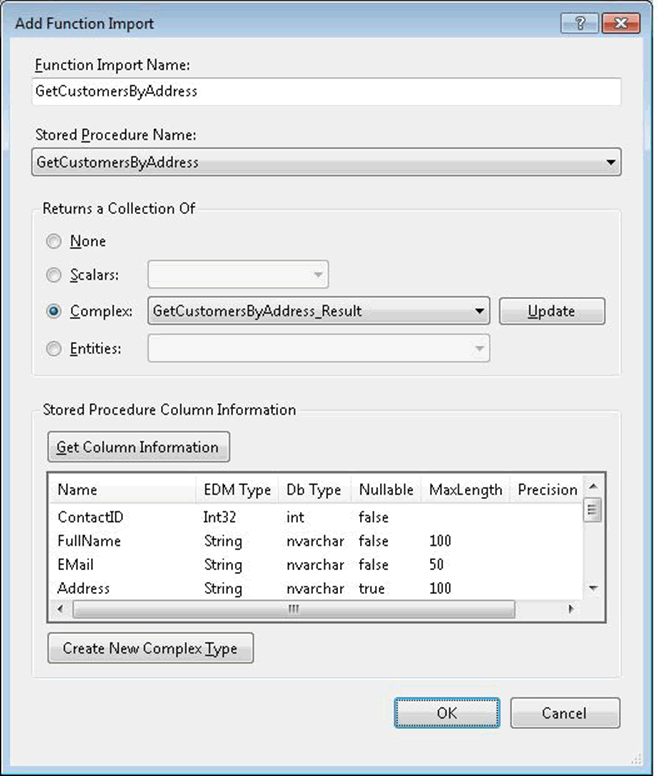 Add Function Import
?
Function Import Name:
GetCustomersByAddress
Stored Procedure Name:
GetCustomersByAddress
Returns a Collection Of
None
Scalars:
Complex: GetCustomersByAddress_Result Update
Entities:
Stored Procedure Column Information
Get Column Information
Name EDM Type Db Type Nullable MaxLength Precision
ContactID Int32 int false
FullName String nvarchar false 100
EMail String nvarchar false 50
Address String nvarchar true 100
Create New Complex Type
OK Cancel